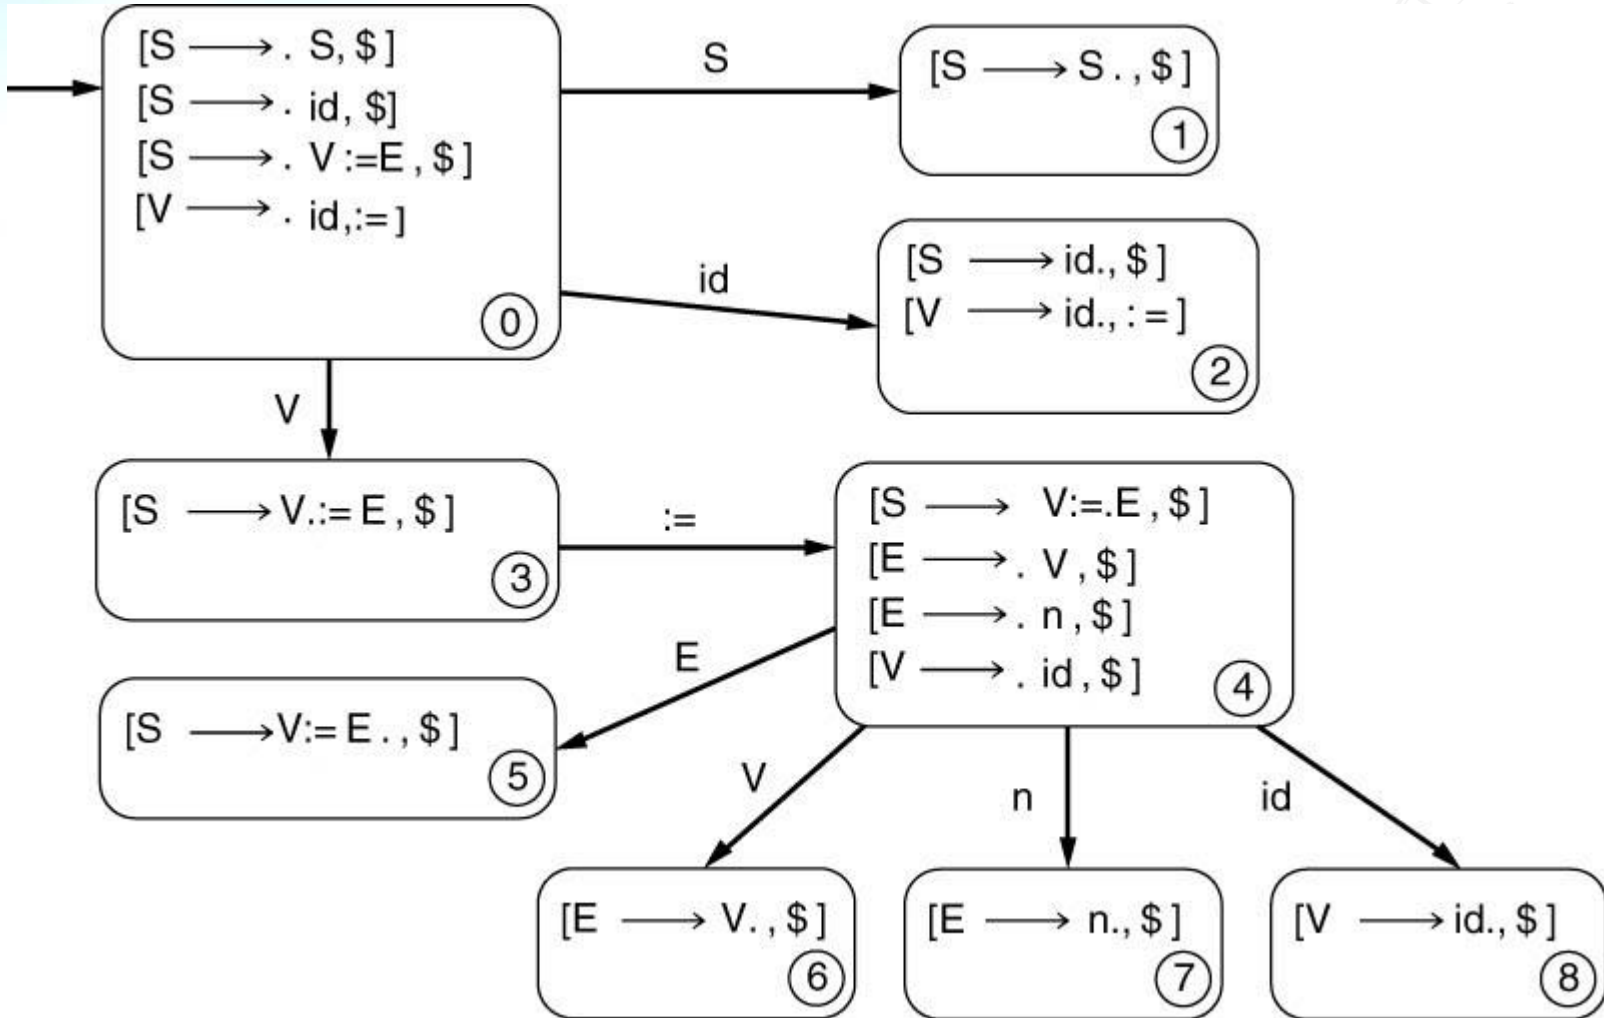 [S ⟶ . S, $ ]
[S ⟶ . id, $]
[S ⟶ . V :=E , $ ]
[V ⟶ . id,:= ]
0
S
[S ⟶ S . , $ ]
1
id
[S ⟶ id., $ ]
[V ⟶ id., : = ]
2
V
[S ⟶ V.:= E , $ ]
3
:=
[S ⟶ V:=.E , $ ]
[E ⟶ . V , $ ]
[E ⟶ . n , $ ]
[V ⟶ . id , $ ]
4
E
[S ⟶ V:= E . , $ ]
5
V
n
id
[E ⟶ V. , $ ]
6
[E ⟶ n., $ ]
7
[V ⟶ id., $ ]
8